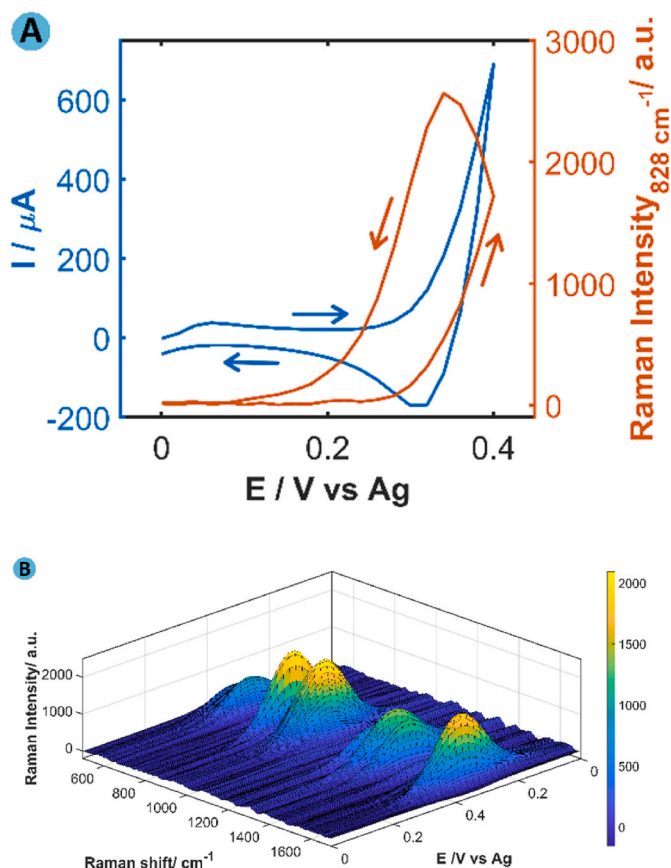 A
600
400
200
0
-200
I / μA
3000
2000
1000
0
Raman Intensity828 cm-1/ a.u.
0 0.2 0.4
E / V vs Ag
B
2000
1000
0
Raman Intensity/ a.u.
600 800 1000 1200 1400 1600
Raman shift/ cm-1
0 0.2 0.4 0.2 0
E /V vs Ag
2000
1500
1000
500
0